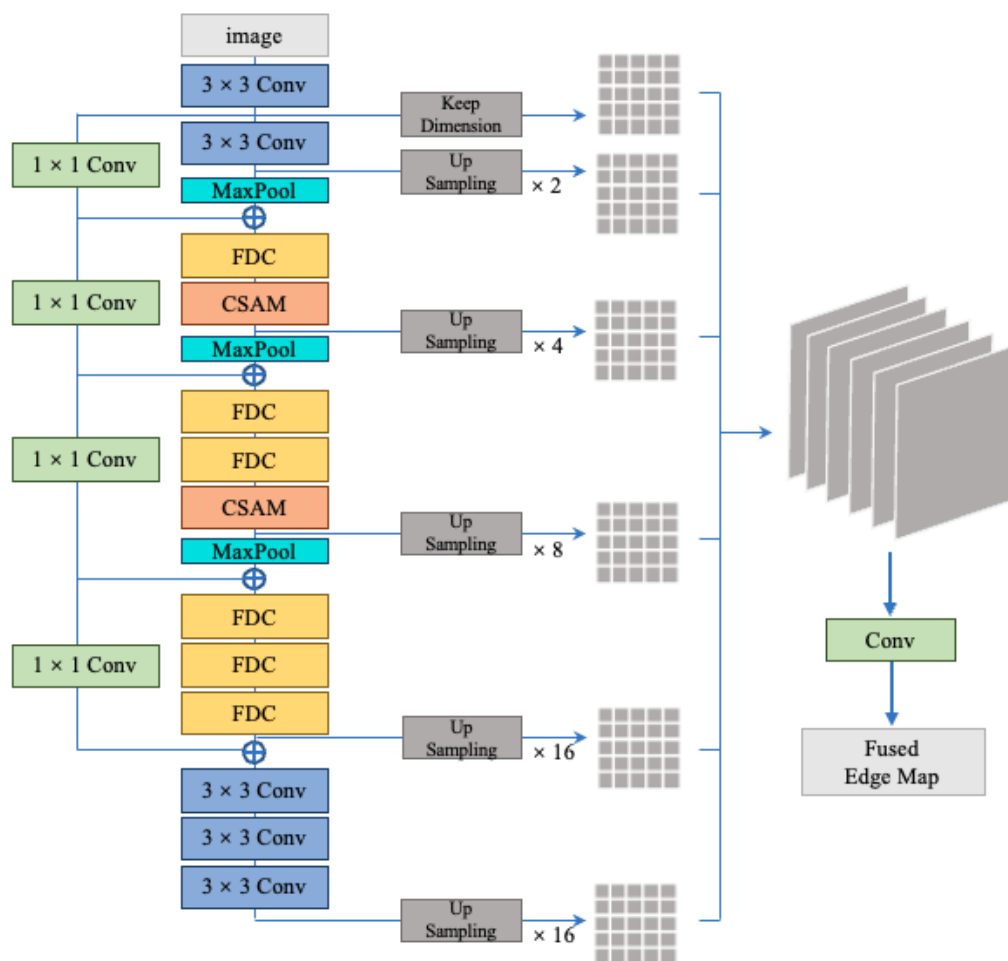 image
3 × 3 Conv
Keep
Dimension
3 × 3 Conv
1 × 1 Conv
Up
Sampling
× 2
MaxPool
FDC
1 × 1 Conv
CSAM
Up
Sampling
× 4
MaxPool
FDC
1 × 1 Conv
FDC
CSAM
Up
Sampling
× 8
MaxPool
FDC
Conv
1 × 1 Conv
FDC
FDC
Up
Sampling
× 16
Fused
Edge Map
3 × 3 Conv
3 × 3 Conv
3 × 3 Conv
Up
Sampling
× 16